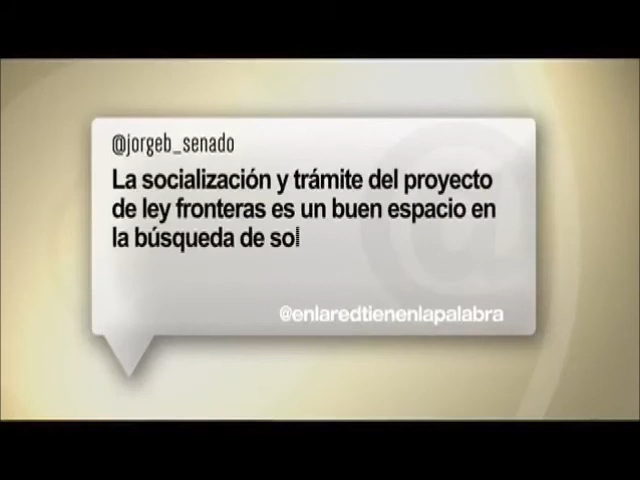 @jorgeb_senado
La socialización y trámite del proyecto
de ley fronteras es un buen espacio en
la búsqueda de sol
@enlaredtienenlapalabra